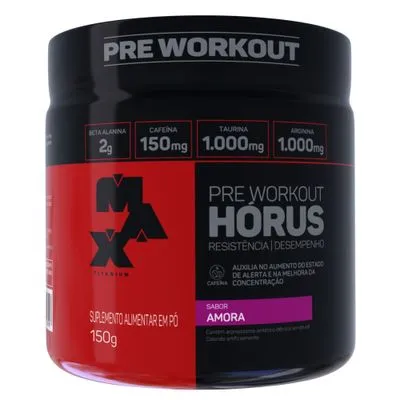 PRE WORKOUT
BETA ALANINA
2g
CAFEÍNA
150mg
TAURINA
1.000mg
ARGININA
1.000mg
MAX
TITANIUM
PRE WORKOUT
HÓRUS
RESISTÊNCIA | DESEMPENHO
CAFEÍNA
AUXILIA NO AUMENTO DO ESTADO
DE ALERTA E NA MELHORA DA
CONCENTRAÇÃO
SABOR
AMORA
SUPLEMENTO ALIMENTAR EM PÓ
150g
Colorido artificialmente.